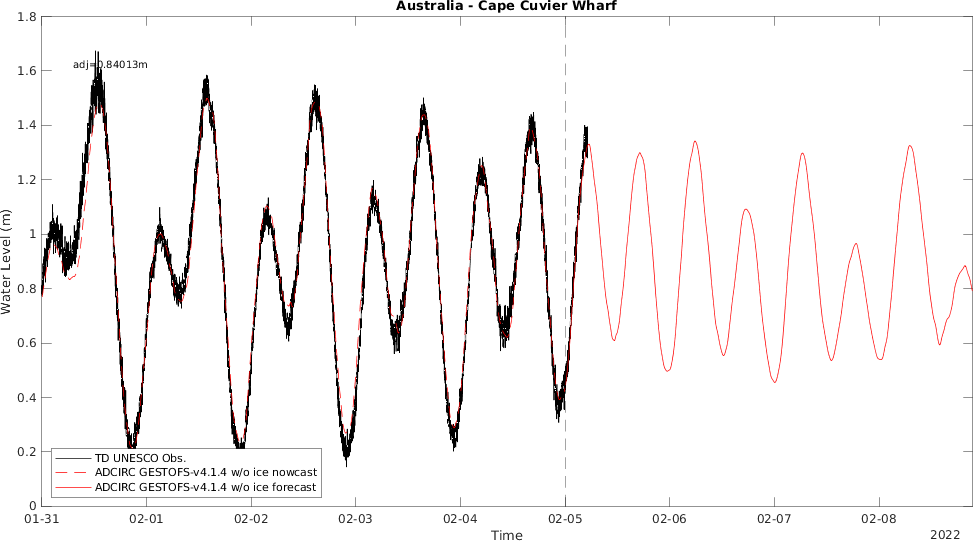 Australia - Cape Cuvier Wharf
1.8
adj=0.84013m
1.6
1.4
1.2
1
0.8
0.6
0.4
0.2
0
Water Level (m)
TD UNESCO Obs.
ADCIRC GESTOFS-v4.1.4 w/o ice nowcast
ADCIRC GESTOFS-v4.1.4 w/o ice forecast
01-31 02-01 02-02 02-03 02-04 02-05 02-06 02-07 02-08
Time
2022